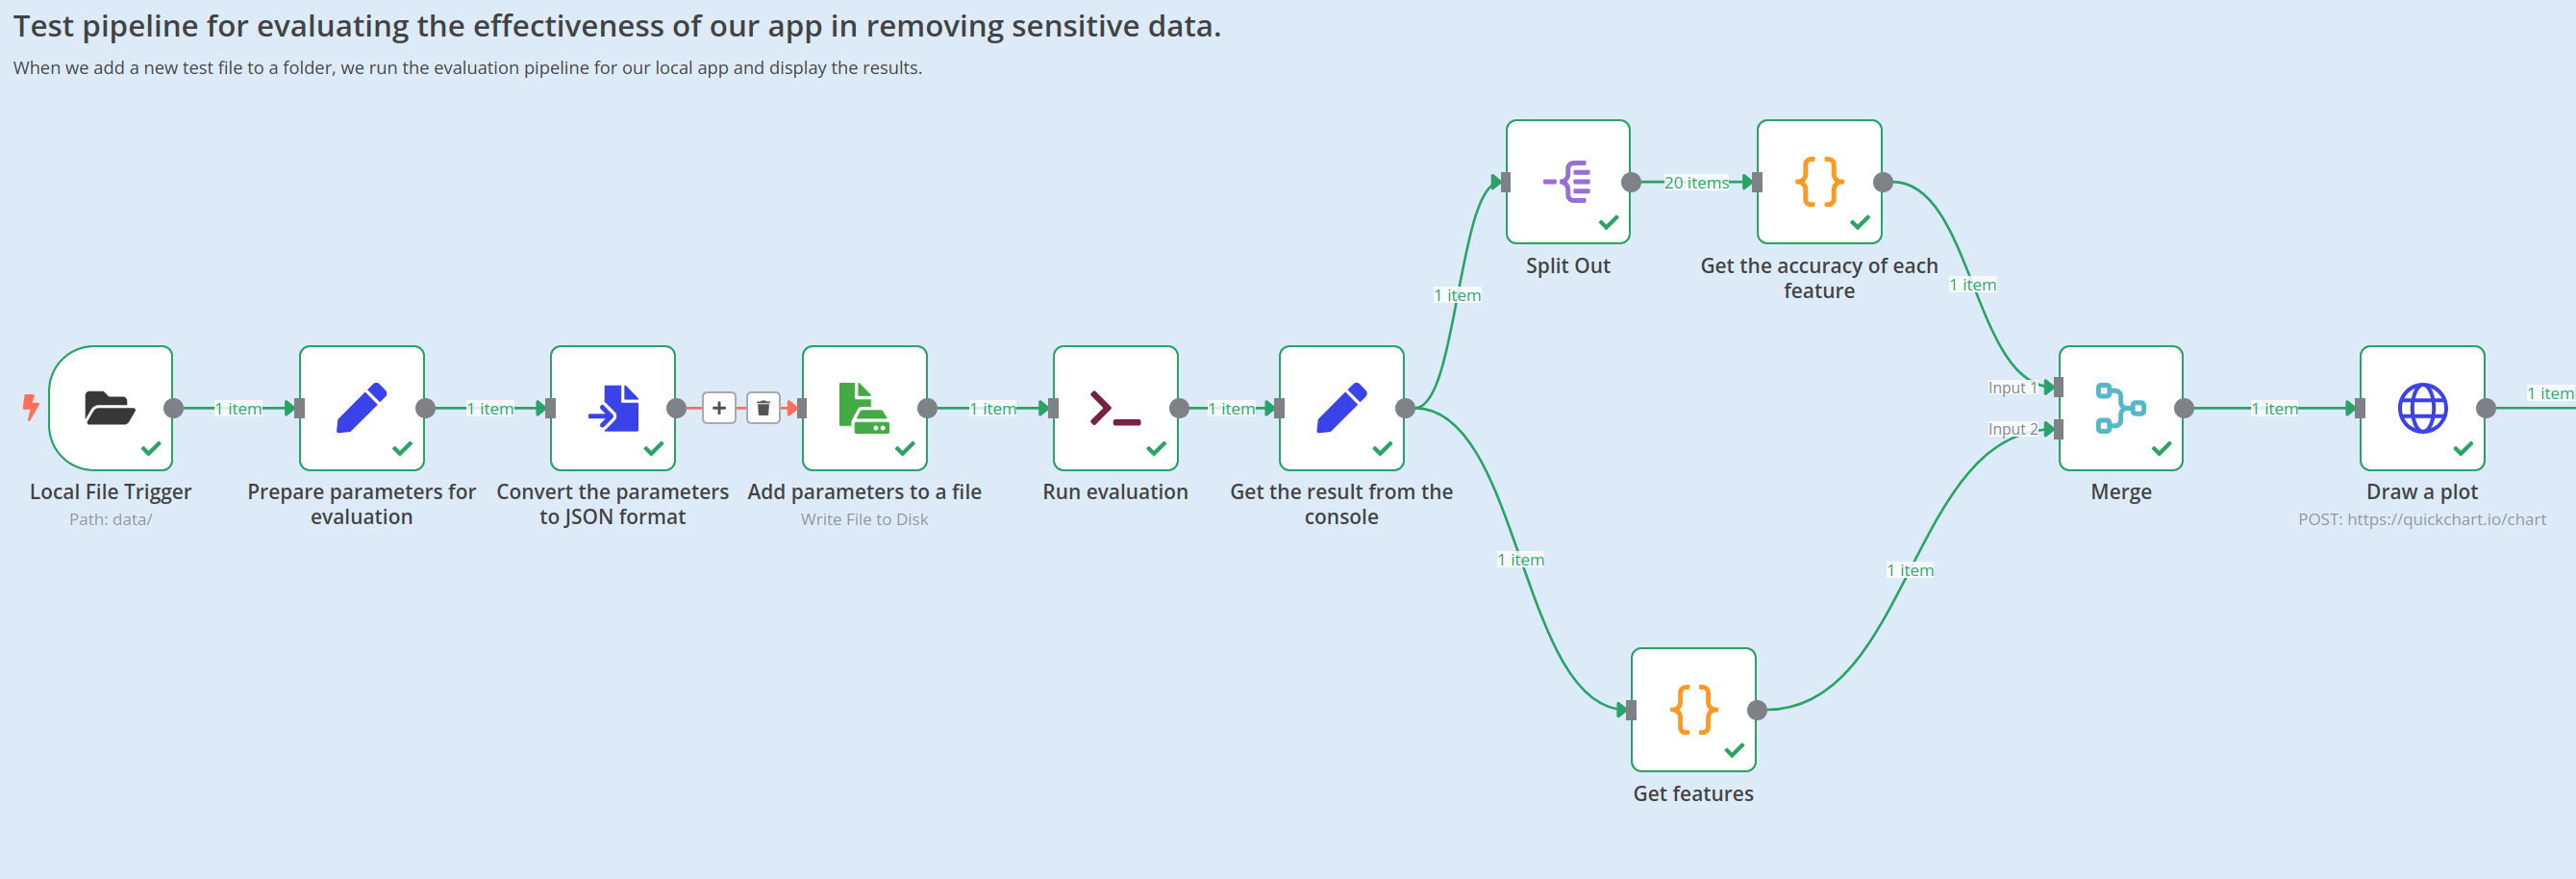 Test pipeline for evaluating the effectiveness of our app in removing sensitive data.
When we add a new test file to a folder, we run the evaluation pipeline for our local app and display the results.
20 items
Split Out
Get the accuracy of each
feature
1 item
1 item
Input 1
Input 2
1 item
1 item
1 item
1 item
1 item
1 item
Local File Trigger
Path: data/
Prepare parameters for
evaluation
Convert the parameters
to JSON format
Add parameters to a file
Write File to Disk
Run evaluation
Get the result from the
console
Merge
Draw a plot
POST: https://quickchart.io/chart
1 item
1 item
Get features